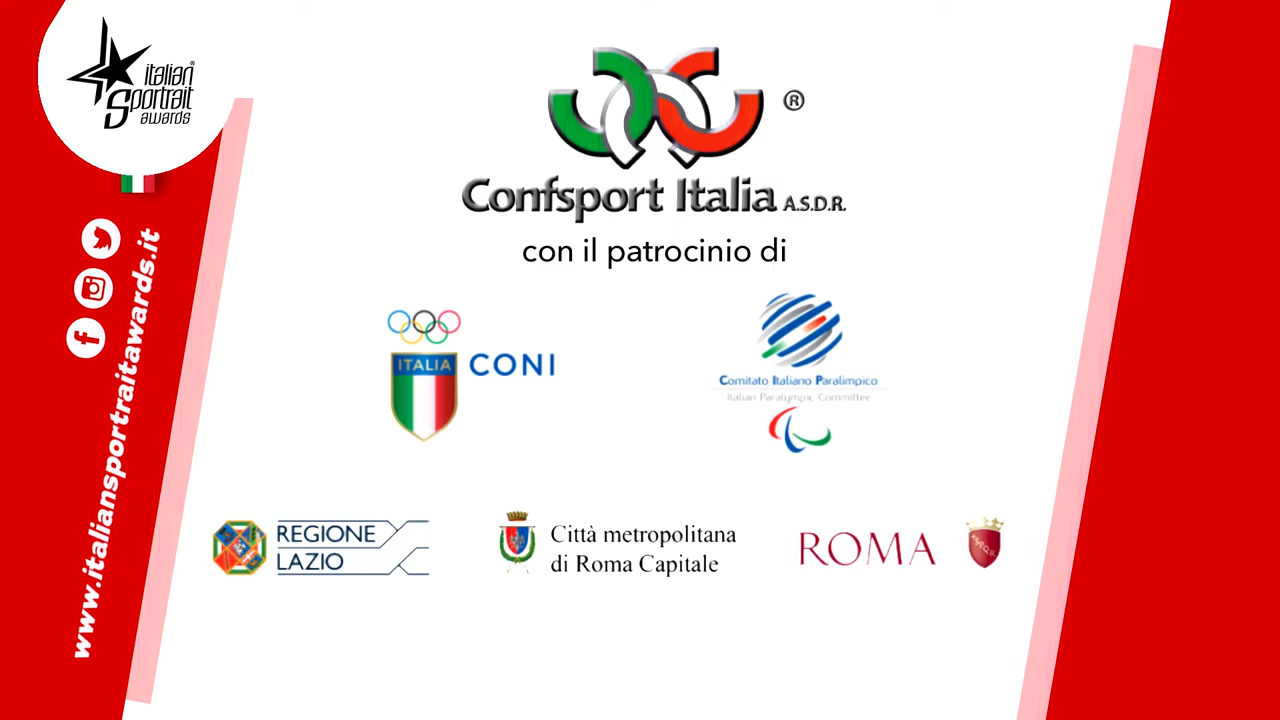 italian
Sportrait
awards
®
www.italiansportraitawards.it
®
Confsport Italia A.S.D.R.
con il patrocinio di
ITALIA
CONI
Comitato Italiano Paralimpico
Italian Paralympic Committee
REGIONE
LAZIO
Città metropolitana
di Roma Capitale
ROMA
S.P.Q.R.